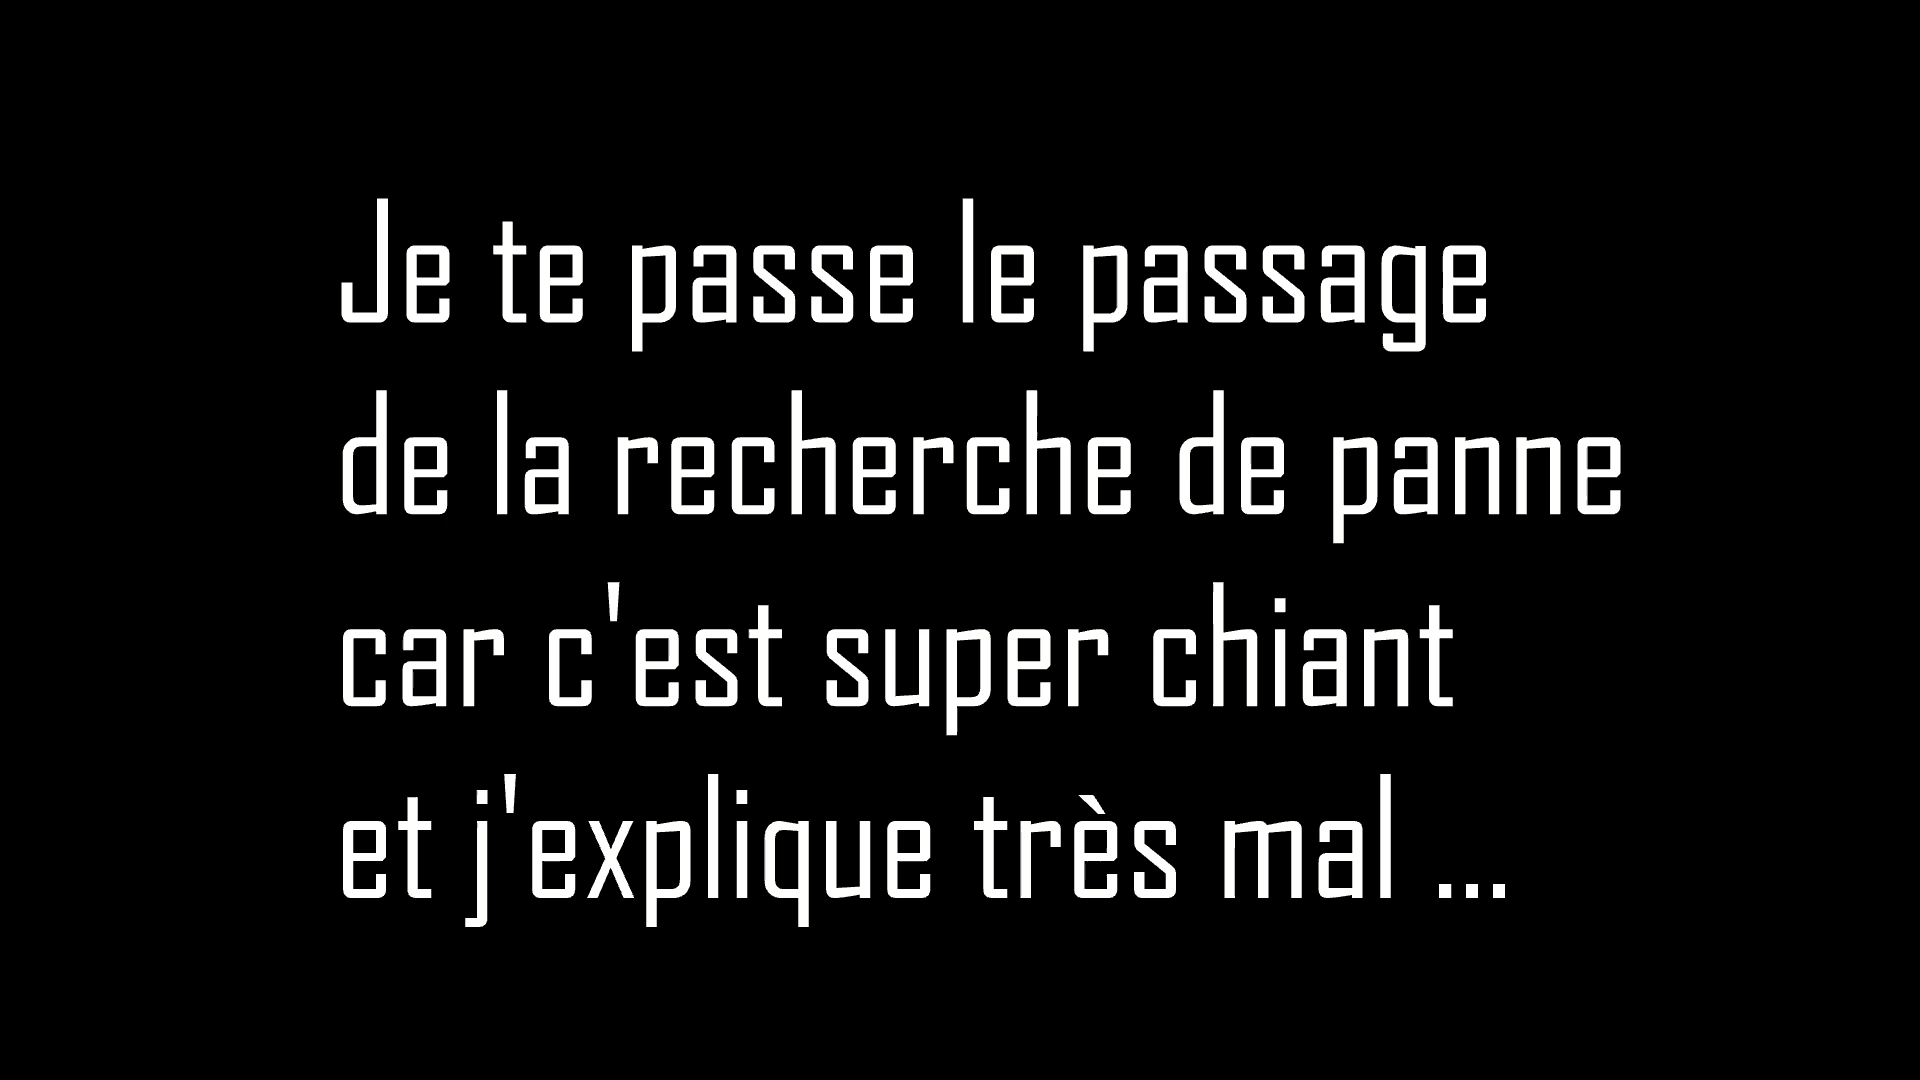 Je te passe le passage
de la recherche de panne
car c'est super chiant
et j'explique très mal ...